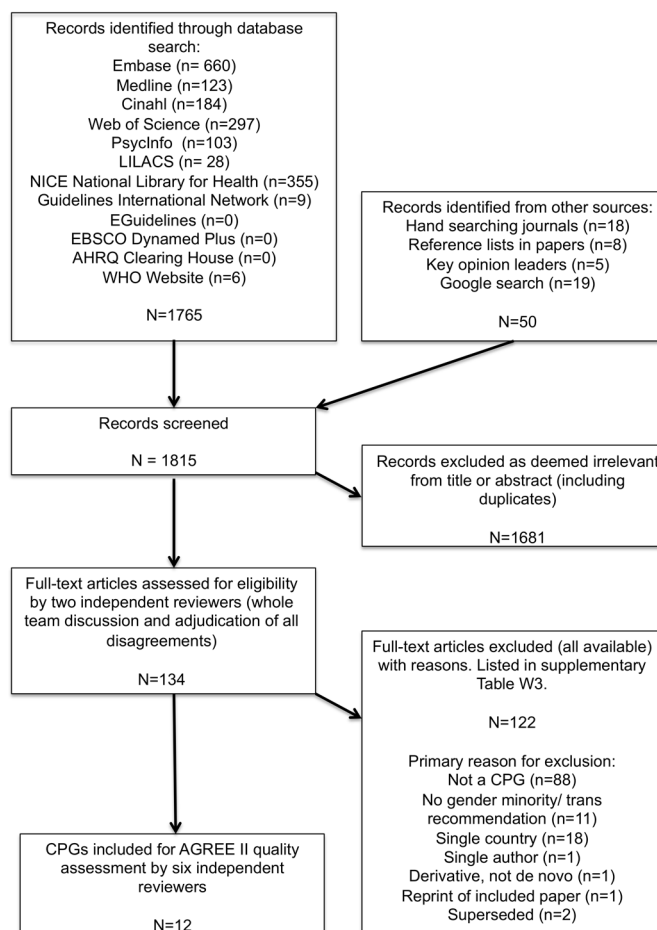 Records identified through database
search:
Embase (n= 660)
Medline (n=123)
Cinahl (n=184)
Web of Science (n=297)
PsycInfo (n=103)
LILACS (n= 28)
NICE National Library for Health (n=355)
Guidelines International Network (n=9)
EGuidelines (n=0)
EBSCO Dynamed Plus (n=0)
AHRQ Clearing House (n=0)
WHO Website (n=6)
N=1765
Records identified from other sources:
Hand searching journals (n=18)
Reference lists in papers (n=8)
Key opinion leaders (n=5)
Google search (n=19)
N=50
Records screened
N = 1815
Records excluded as deemed irrelevant
from title or abstract (including
duplicates)
N=1681
Full-text articles assessed for eligibility
by two independent reviewers (whole
team discussion and adjudication of all
disagreements)
N=134
Full-text articles excluded (all available)
with reasons. Listed in supplementary
Table W3.
N=122
Primary reason for exclusion:
Not a CPG (n=88)
No gender minority/ trans
recommendation (n=11)
Single country (n=18)
Single author (n=1)
Derivative, not de novo (n=1)
Reprint of included paper (n=1)
Superseded (n=2)
CPGs included for AGREE II quality
assessment by six independent
reviewers
N=12